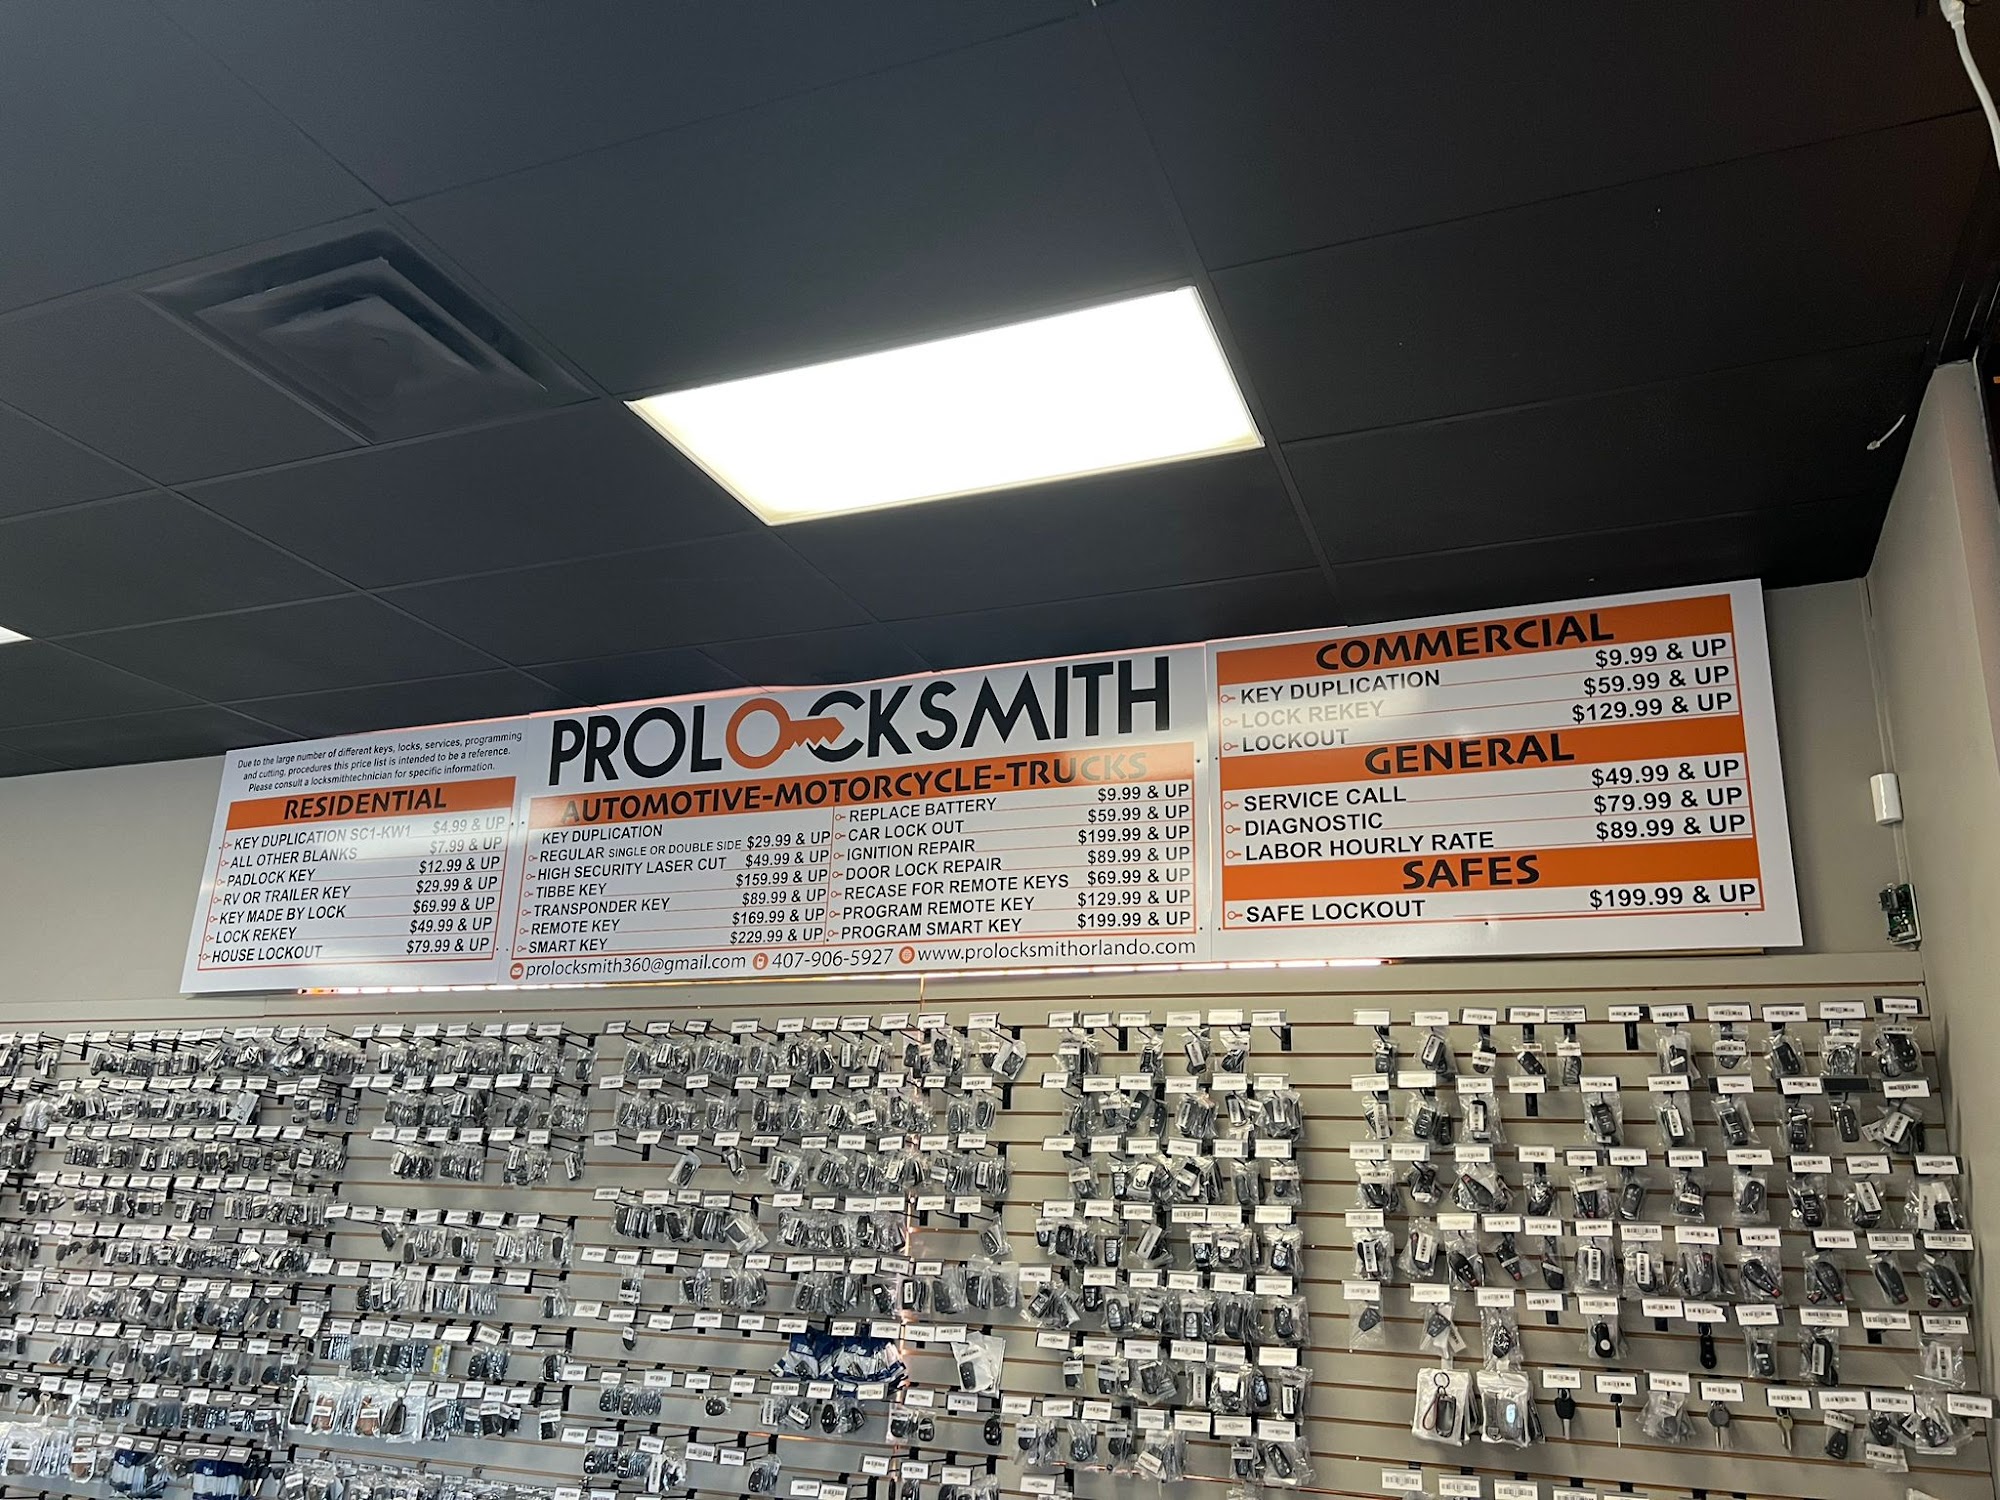 Due to the large number of different keys, locks, services, programming
and cutting, procedures this price list is intended to be a reference.
Please consult a locksmithtechnician for specific information.
RESIDENTIAL
KEY DUPLICATION SC1-KW1 $4.99 & UP
ALL OTHER BLANKS $7.99 & UP
PADLOCK KEY $12.99 & UP
RV OR TRAILER KEY $29.99 & UP
KEY MADE BY LOCK $69.99 & UP
LOCK REKEY $49.99 & UP
HOUSE LOCKOUT $79.99 & UP
PROLOCKSMITH
AUTOMOTIVE-MOTORCYCLE-TRUCKS
KEY DUPLICATION
REGULAR SINGLE OR DOUBLE SIDE $29.99 & UP
HIGH SECURITY LASER CUT $49.99 & UP
TIBBE KEY $159.99 & UP
TRANSPONDER KEY $89.99 & UP
REMOTE KEY $169.99 & UP
SMART KEY $229.99 & UP
REPLACE BATTERY $9.99 & UP
CAR LOCK OUT $59.99 & UP
IGNITION REPAIR $199.99 & UP
DOOR LOCK REPAIR $89.99 & UP
RECASE FOR REMOTE KEYS $69.99 & UP
PROGRAM REMOTE KEY $129.99 & UP
PROGRAM SMART KEY $199.99 & UP
prolocksmith360@gmail.com 407-906-5927 www.prolocksmithorlando.com
COMMERCIAL
KEY DUPLICATION $9.99 & UP
LOCK REKEY $59.99 & UP
LOCKOUT $129.99 & UP
GENERAL
SERVICE CALL $49.99 & UP
DIAGNOSTIC $79.99 & UP
LABOR HOURLY RATE $89.99 & UP
SAFES
SAFE LOCKOUT $199.99 & UP